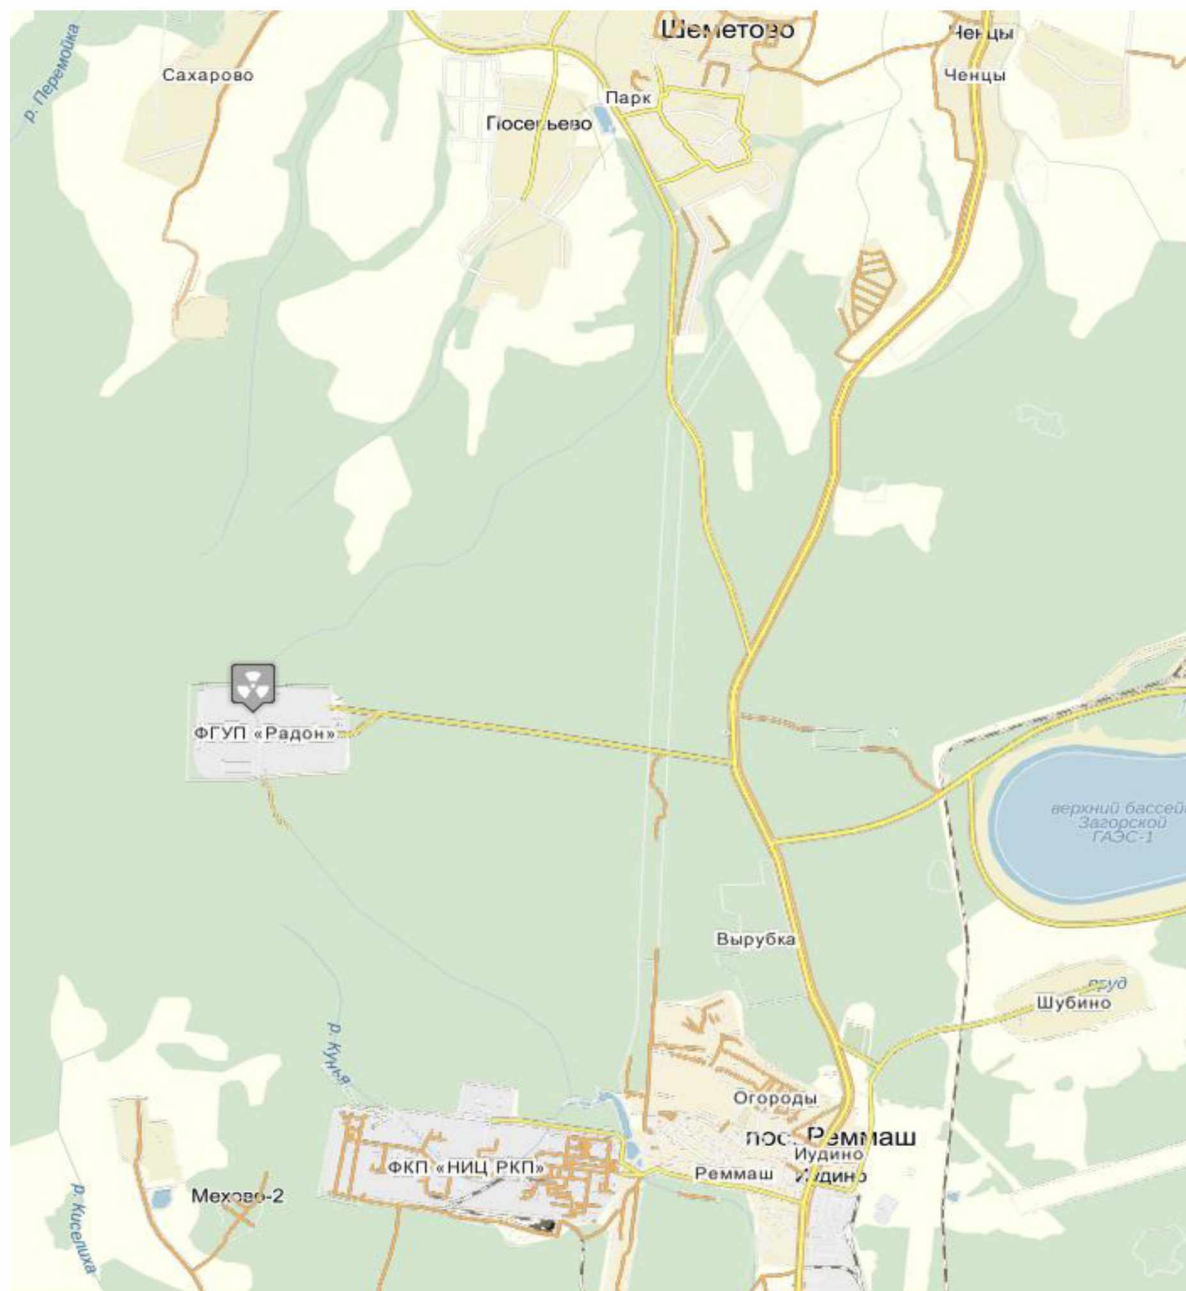 Шеметово
Ченцы
р. Перемойка
Сахарово
Ченцы
Парк
Посевьево
ФГУП «Радон»
верхний бассейн
Загорской
ГАЭС-1
Вырубка
пруд
Шубино
р. Кунья
Огороды
пос. Реммаш
Иудино
ФКП «НИЦ РКП»
Реммаш
Иудино
Мехово-2
р. Киселиха